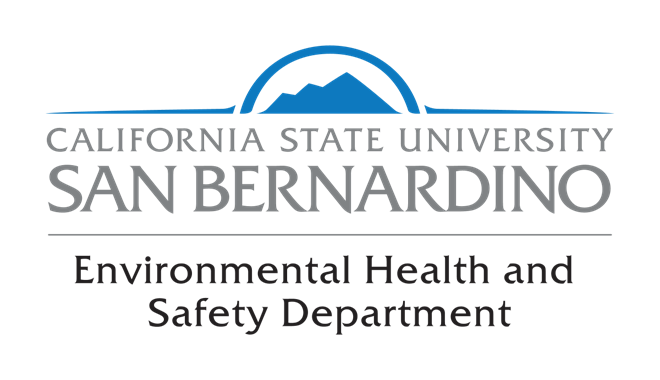 CALIFORNIA STATE UNIVERSITY
SAN BERNARDINO
Environmental Health and
Safety Department